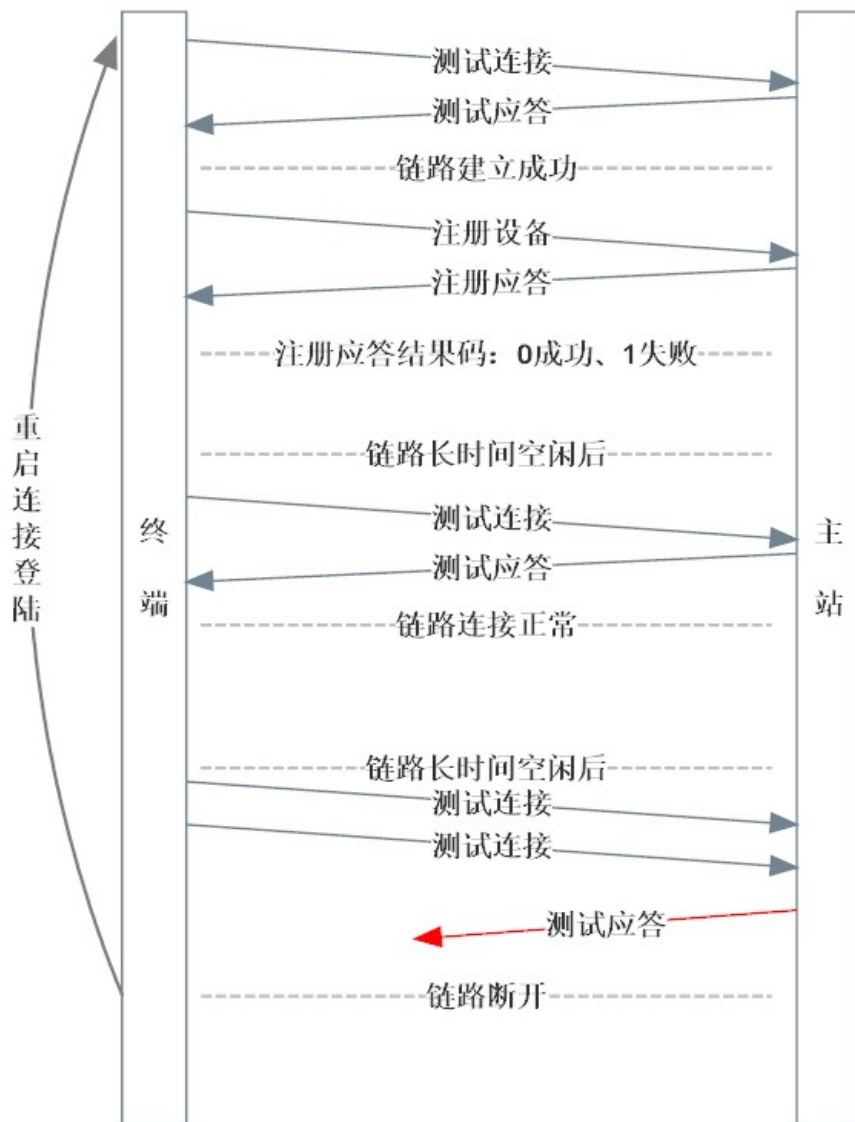 测试连接
测试应答
链路建立成功
注册设备
注册应答
注册应答结果码：0成功、1失败
链路长时间空闲后
测试连接
测试应答
链路连接正常
链路长时间空闲后
测试连接
测试连接
测试应答
链路断开
重启连接登陆
终端
主站